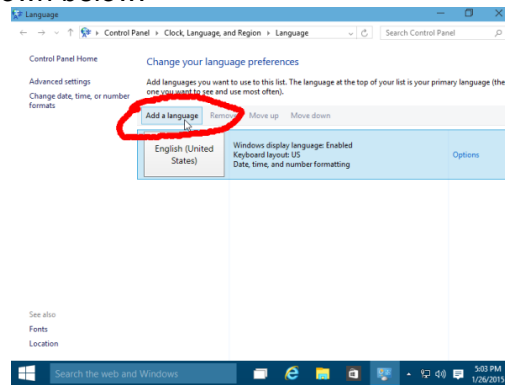 Language
Control Panel > Clock, Language, and Region > Language
Search Control Panel
Control Panel Home
Change your language preferences
Advanced settings
Add languages you want to use to this list. The language at the top of your list is your primary language (the
Change date, time, or number
one you want to see and use most often).
formats
Add a language Remove Move up Move down
English (United
States)
Windows display language: Enabled
Keyboard layout: US
Date, time, and number formatting
Options
See also
Fonts
Location
Search the web and Windows
5:03 PM
1/26/2015